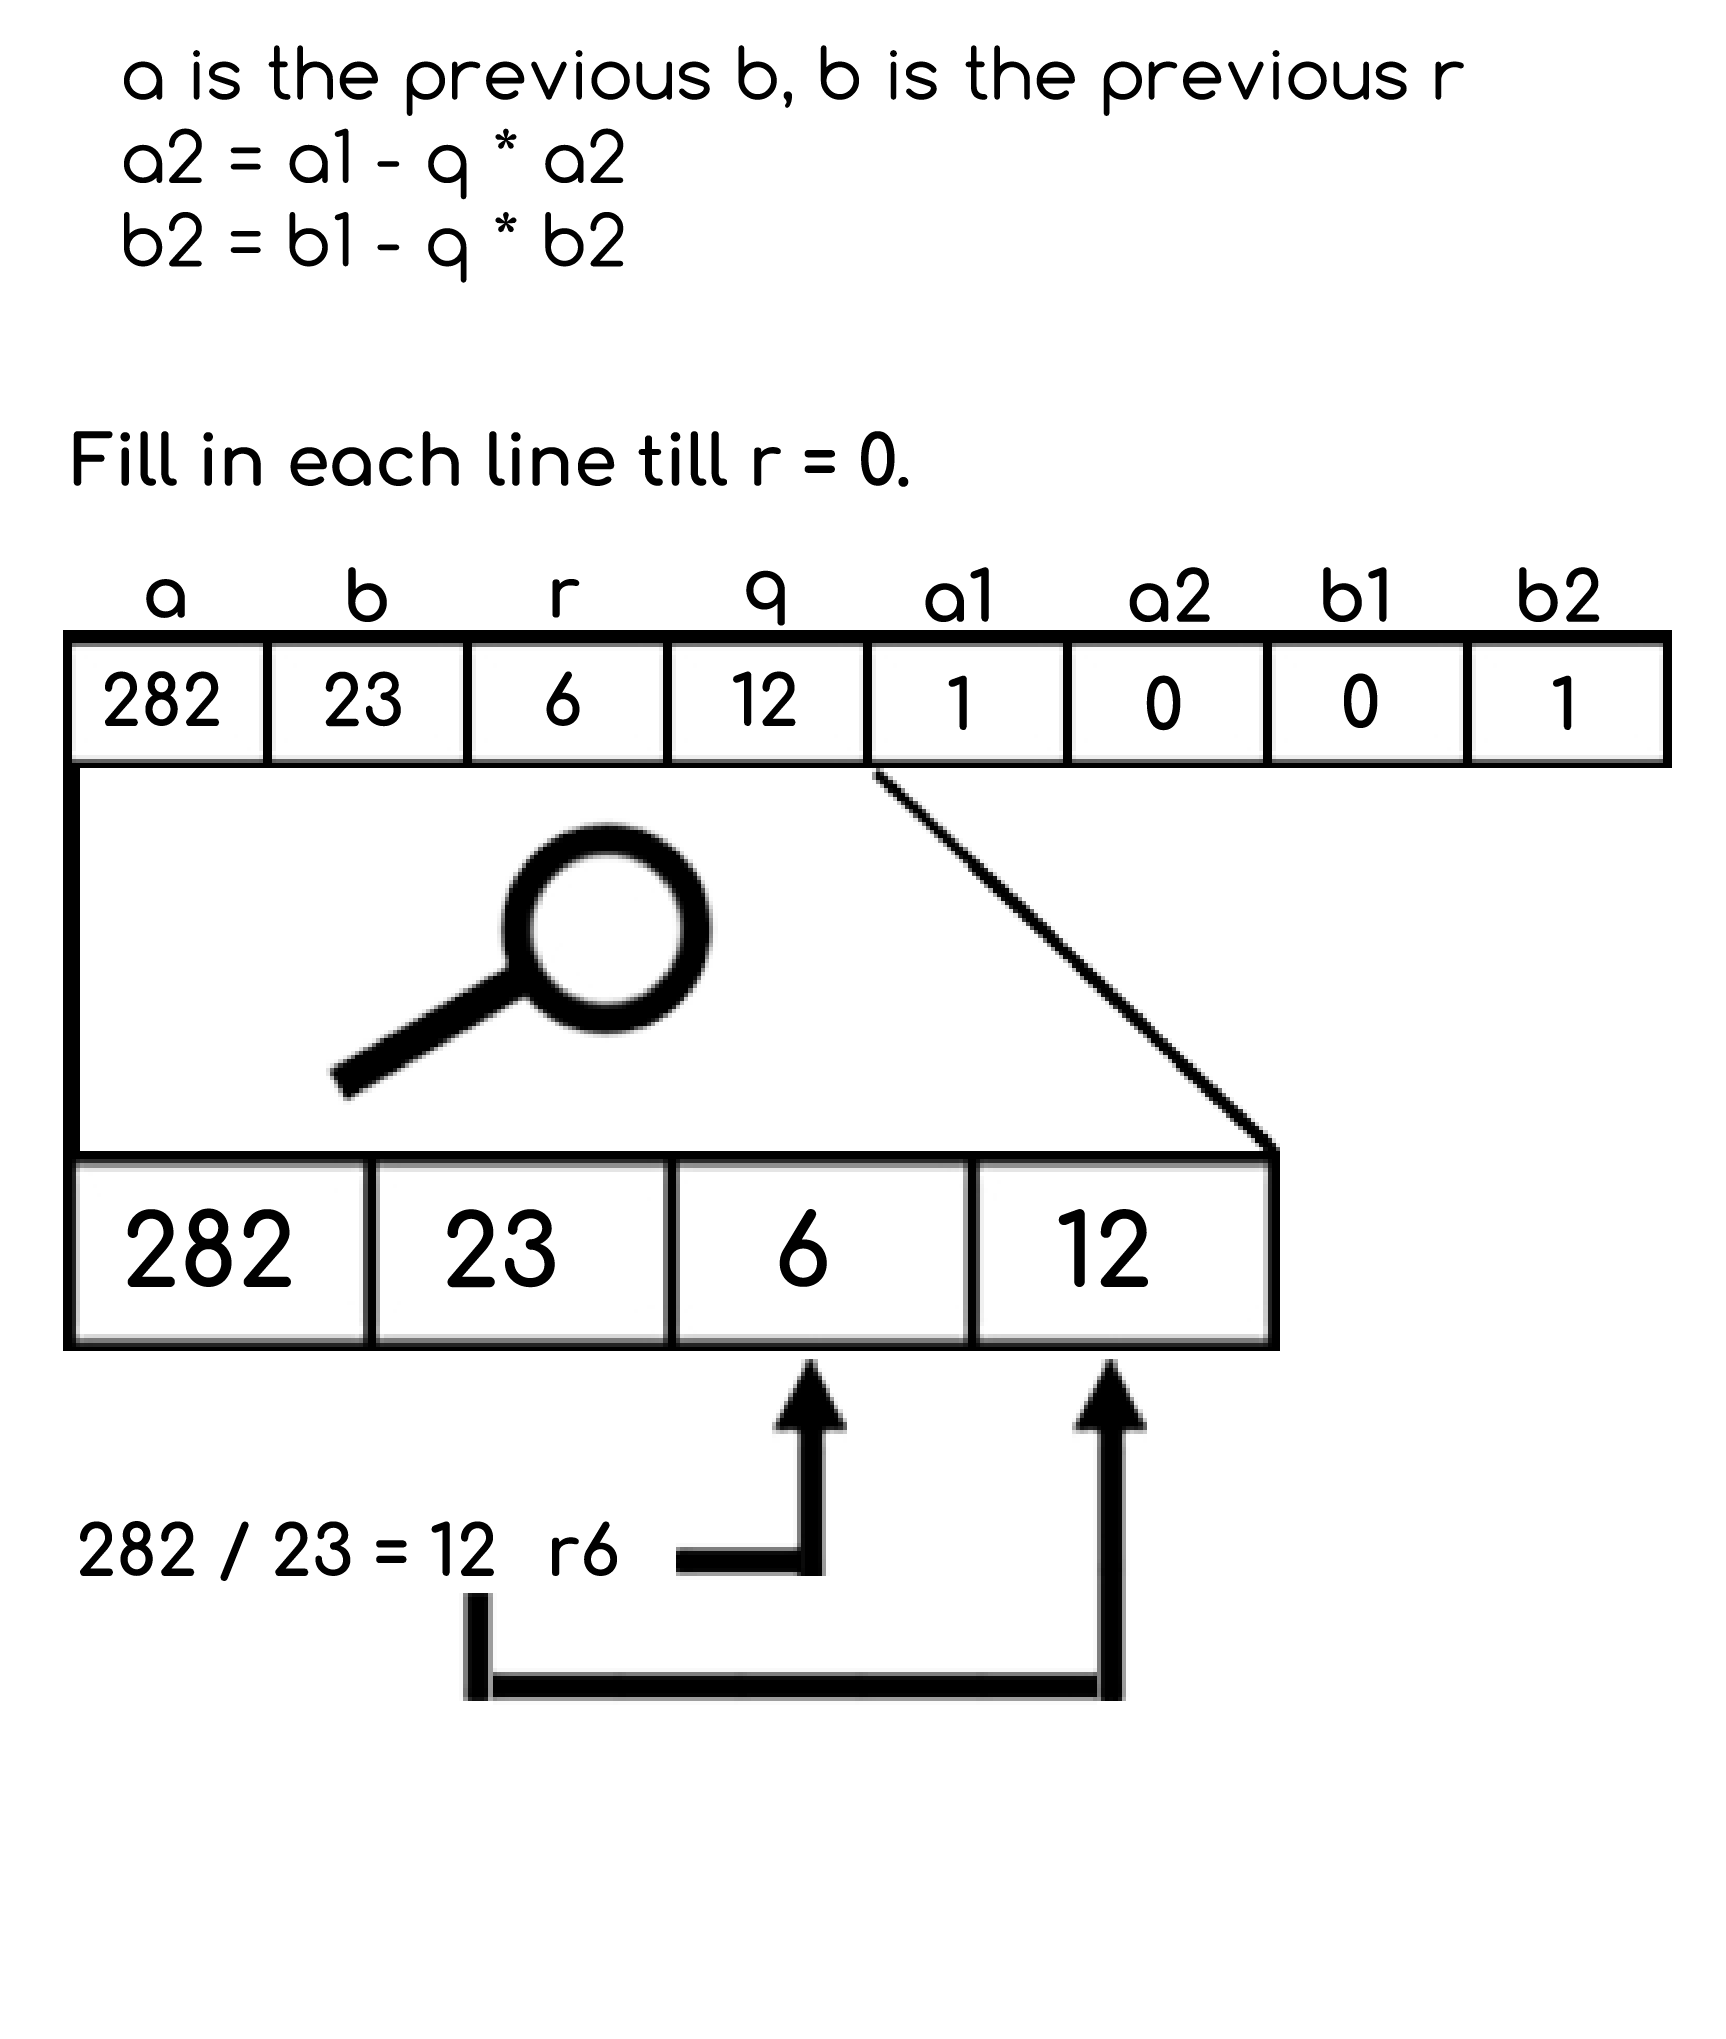 a is the previous b, b is the previous r
a2 = a1 - q * a2
b2 = b1 - q * b2
Fill in each line till r = 0.
a b r q a1 a2 b1 b2
282 23 6 12 1 0 0 1
282 23 6 12
282 / 23 = 12 r6